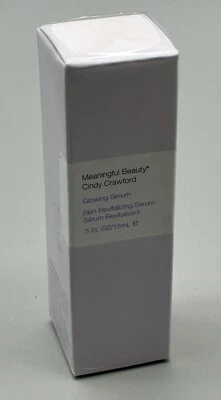 Meaningful Beauty®
Cindy Crawford
Glowing Serum
Skin Revitalizing Serum
Sérum Revitalisant
.5 FL OZ/15mL ℮